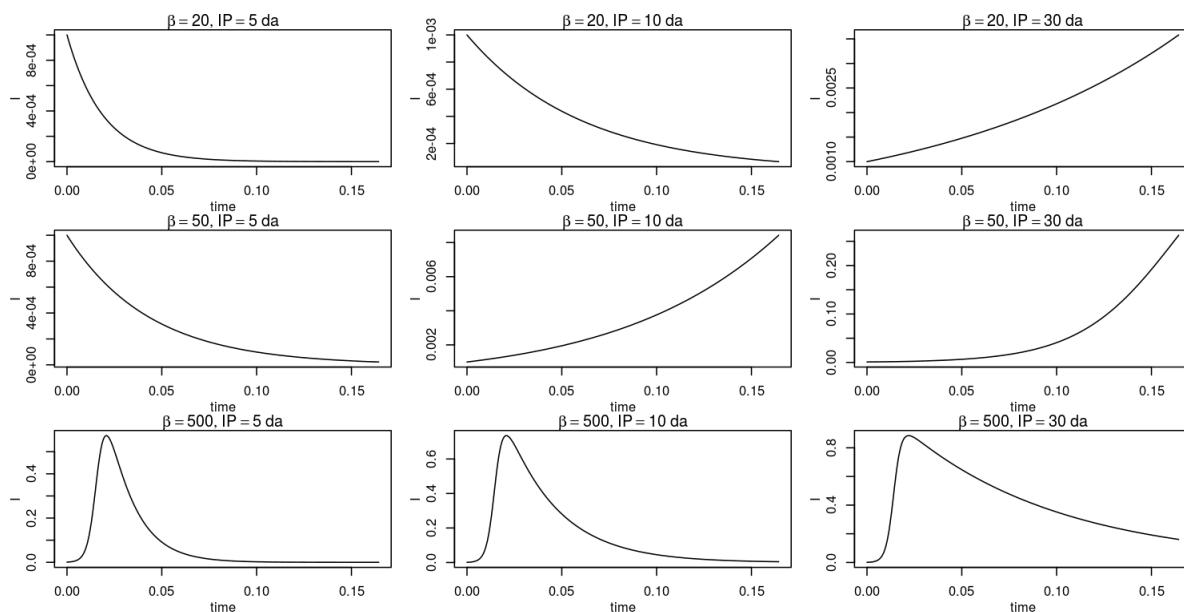 β = 20, IP = 5 da
I
0e+00 4e-04 8e-04
0.00 0.05 0.10 0.15
time
β = 20, IP = 10 da
I
2e-04 6e-04 1e-03
0.00 0.05 0.10 0.15
time
β = 20, IP = 30 da
I
0.0010 0.0025
0.00 0.05 0.10 0.15
time
β = 50, IP = 5 da
I
0e+00 4e-04 8e-04
0.00 0.05 0.10 0.15
time
β = 50, IP = 10 da
I
0.002 0.006
0.00 0.05 0.10 0.15
time
β = 50, IP = 30 da
I
0.00 0.10 0.20
0.00 0.05 0.10 0.15
time
β = 500, IP = 5 da
I
0.0 0.2 0.4
0.00 0.05 0.10 0.15
time
β = 500, IP = 10 da
I
0.0 0.2 0.4 0.6
0.00 0.05 0.10 0.15
time
β = 500, IP = 30 da
I
0.0 0.4 0.8
0.00 0.05 0.10 0.15
time